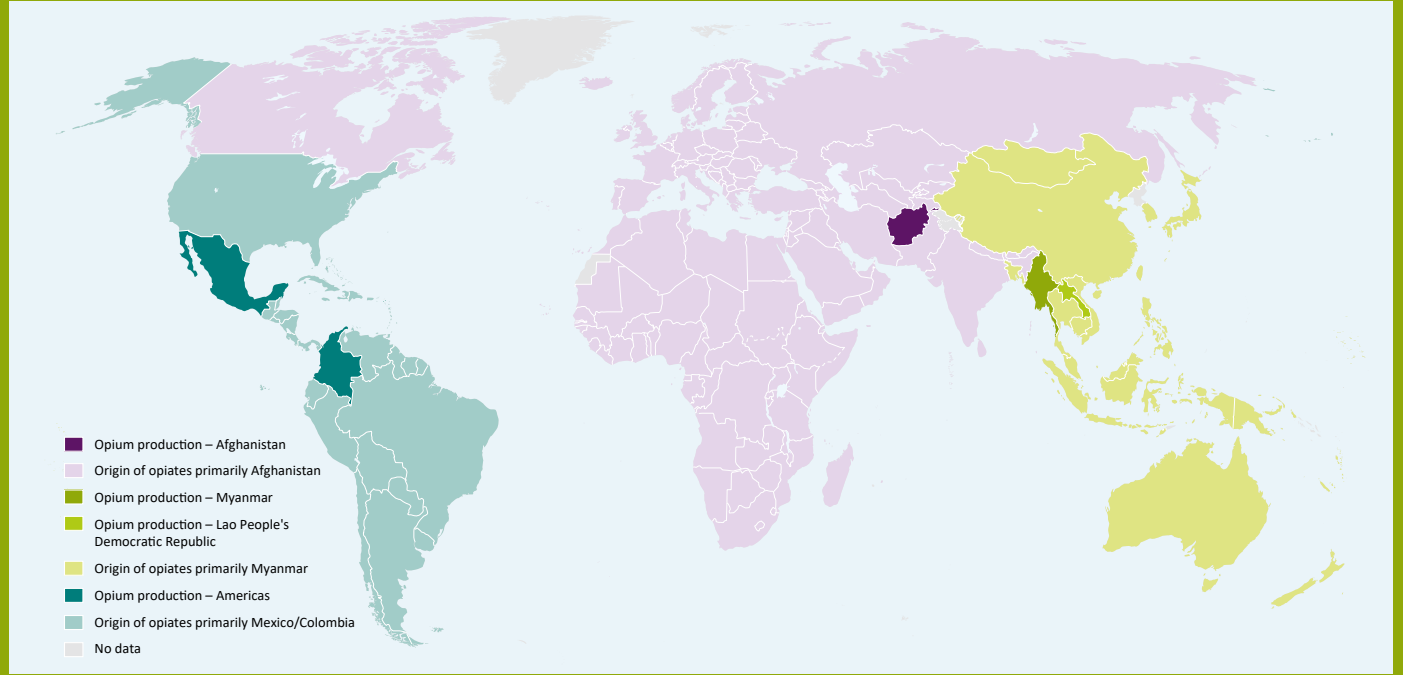 Opium production – Afghanistan
Origin of opiates primarily Afghanistan
Opium production – Myanmar
Opium production – Lao People's
Democratic Republic
Origin of opiates primarily Myanmar
Opium production – Americas
Origin of opiates primarily Mexico/Colombia
No data